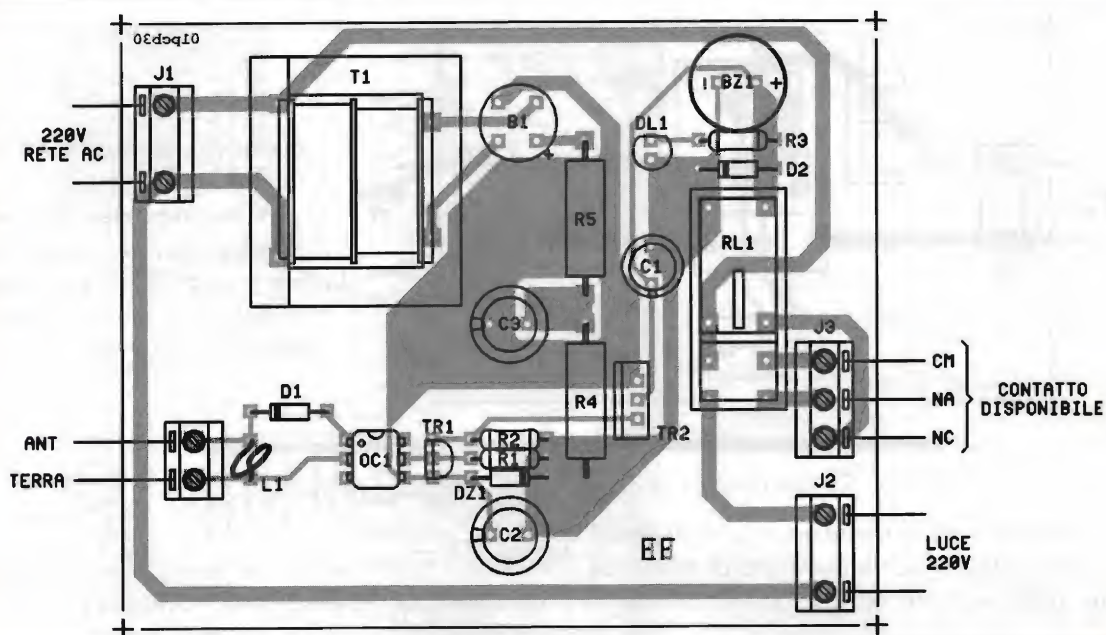 01pcb30
J1
T1
B1
+
BZ1
+
DL1
R3
D2
220V
RETE AC
R5
RL1
C1
C3
J3
CM
NA
NC
CONTATTO
DISPONIBILE
D1
R4
TR1
TR2
ANT
TERRA
L1
OC1
R2
R1
DZ1
C2
J2
LUCE
220V
EE